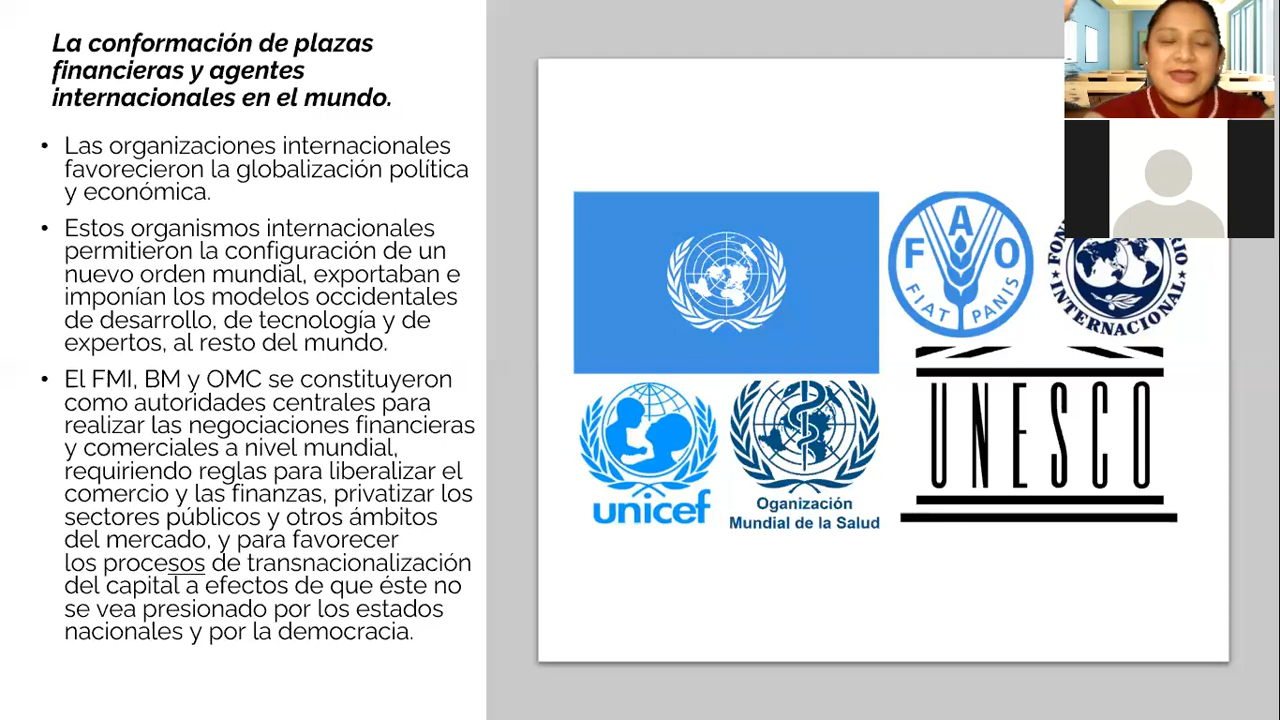 La conformación de plazas
financieras y agentes
internacionales en el mundo.
• Las organizaciones internacionales
favorecieron la globalización política
y económica.
• Estos organismos internacionales
permitieron la configuración de un
nuevo orden mundial, exportaban e
imponían los modelos occidentales
de desarrollo, de tecnología y de
expertos, al resto del mundo.
• El FMI, BM y OMC se constituyeron
como autoridades centrales para
realizar las negociaciones financieras
y comerciales a nivel mundial,
requiriendo reglas para liberalizar el
comercio y las finanzas, privatizar los
sectores públicos y otros ámbitos
del mercado, y para favorecer
los procesos de transnacionalización
del capital a efectos de que éste no
se vea presionado por los estados
nacionales y por la democracia.
FAO
FIAT PANIS
INTERNACIONAL
unicef
Oganización
Mundial de la Salud
UNESCO